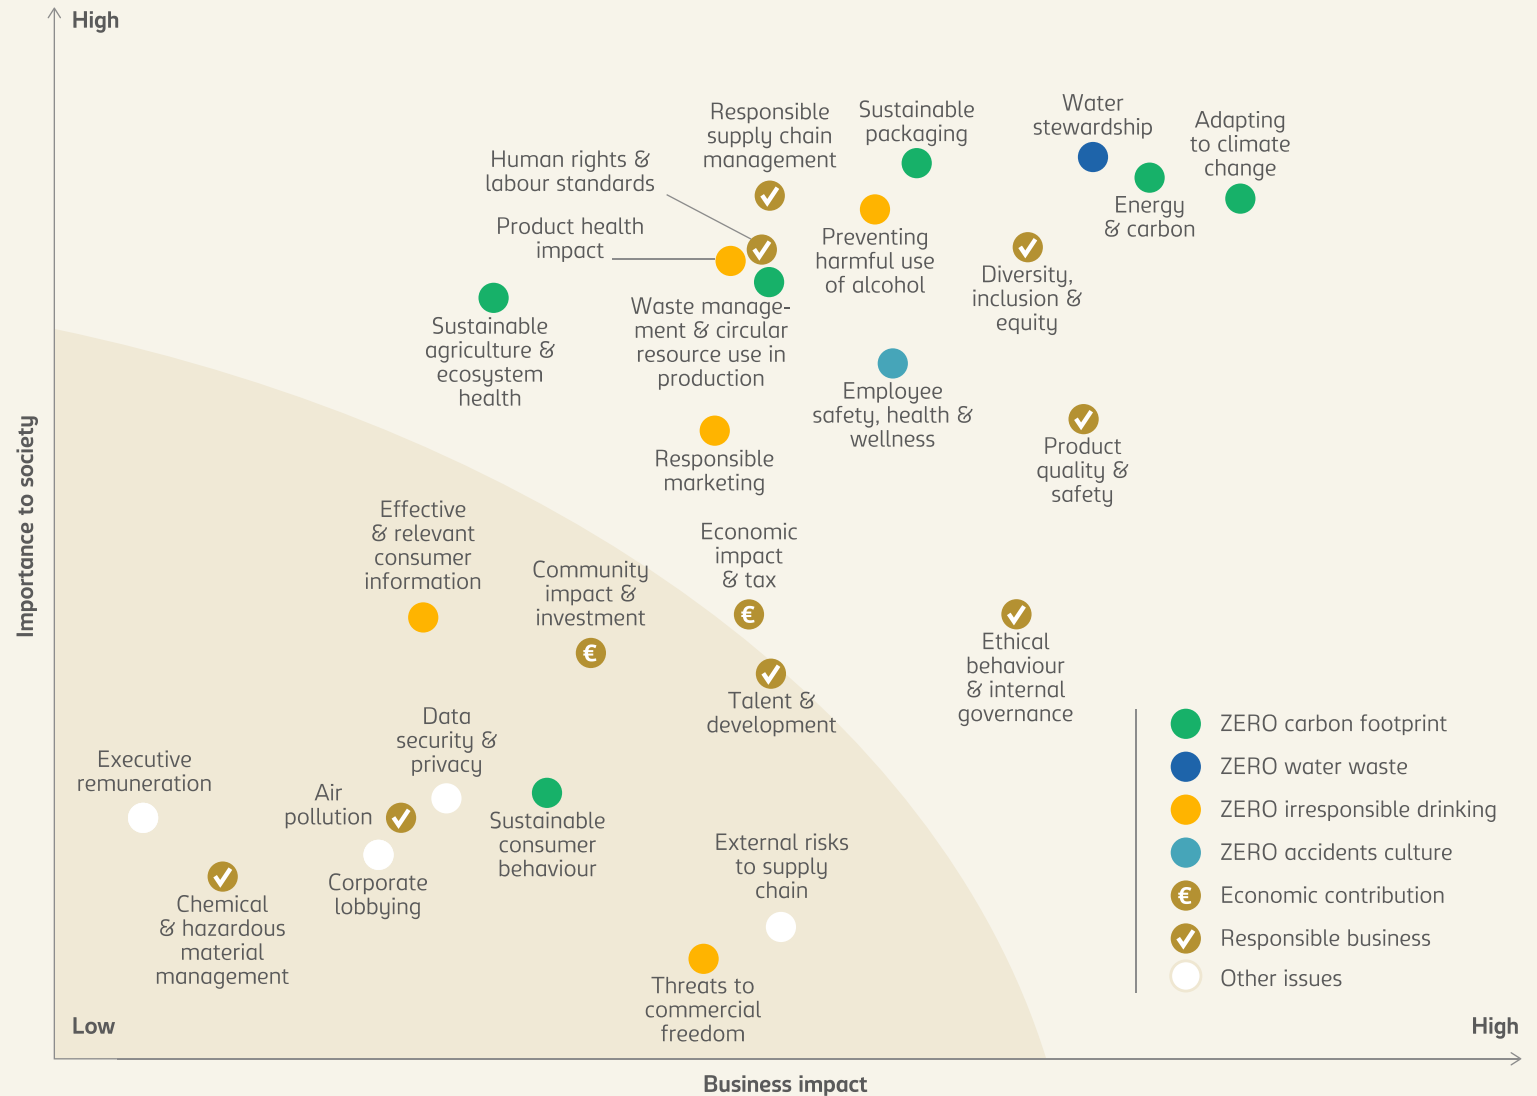 High
Importance to society
Responsible
supply chain
management
Sustainable
packaging
Water
stewardship
Adapting
to climate
change
Human rights &
labour standards
Product health
impact
Energy
& carbon
Preventing
harmful use
of alcohol
Diversity,
inclusion &
equity
Sustainable
agriculture &
ecosystem
health
Waste manage-
ment & circular
resource use in
production
Employee
safety, health &
wellness
Product
quality &
safety
Responsible
marketing
Effective
& relevant
consumer
information
Community
impact &
investment
€
Economic
impact
& tax
€
Ethical
behaviour
& internal
governance
Talent &
development
Data
security &
privacy
Executive
remuneration
Air
pollution
Sustainable
consumer
behaviour
Corporate
lobbying
Chemical
& hazardous
material
management
External risks
to supply
chain
Threats to
commercial
freedom
ZERO carbon footprint
ZERO water waste
ZERO irresponsible drinking
ZERO accidents culture
€ Economic contribution
Responsible business
Other issues
Low
High
Business impact